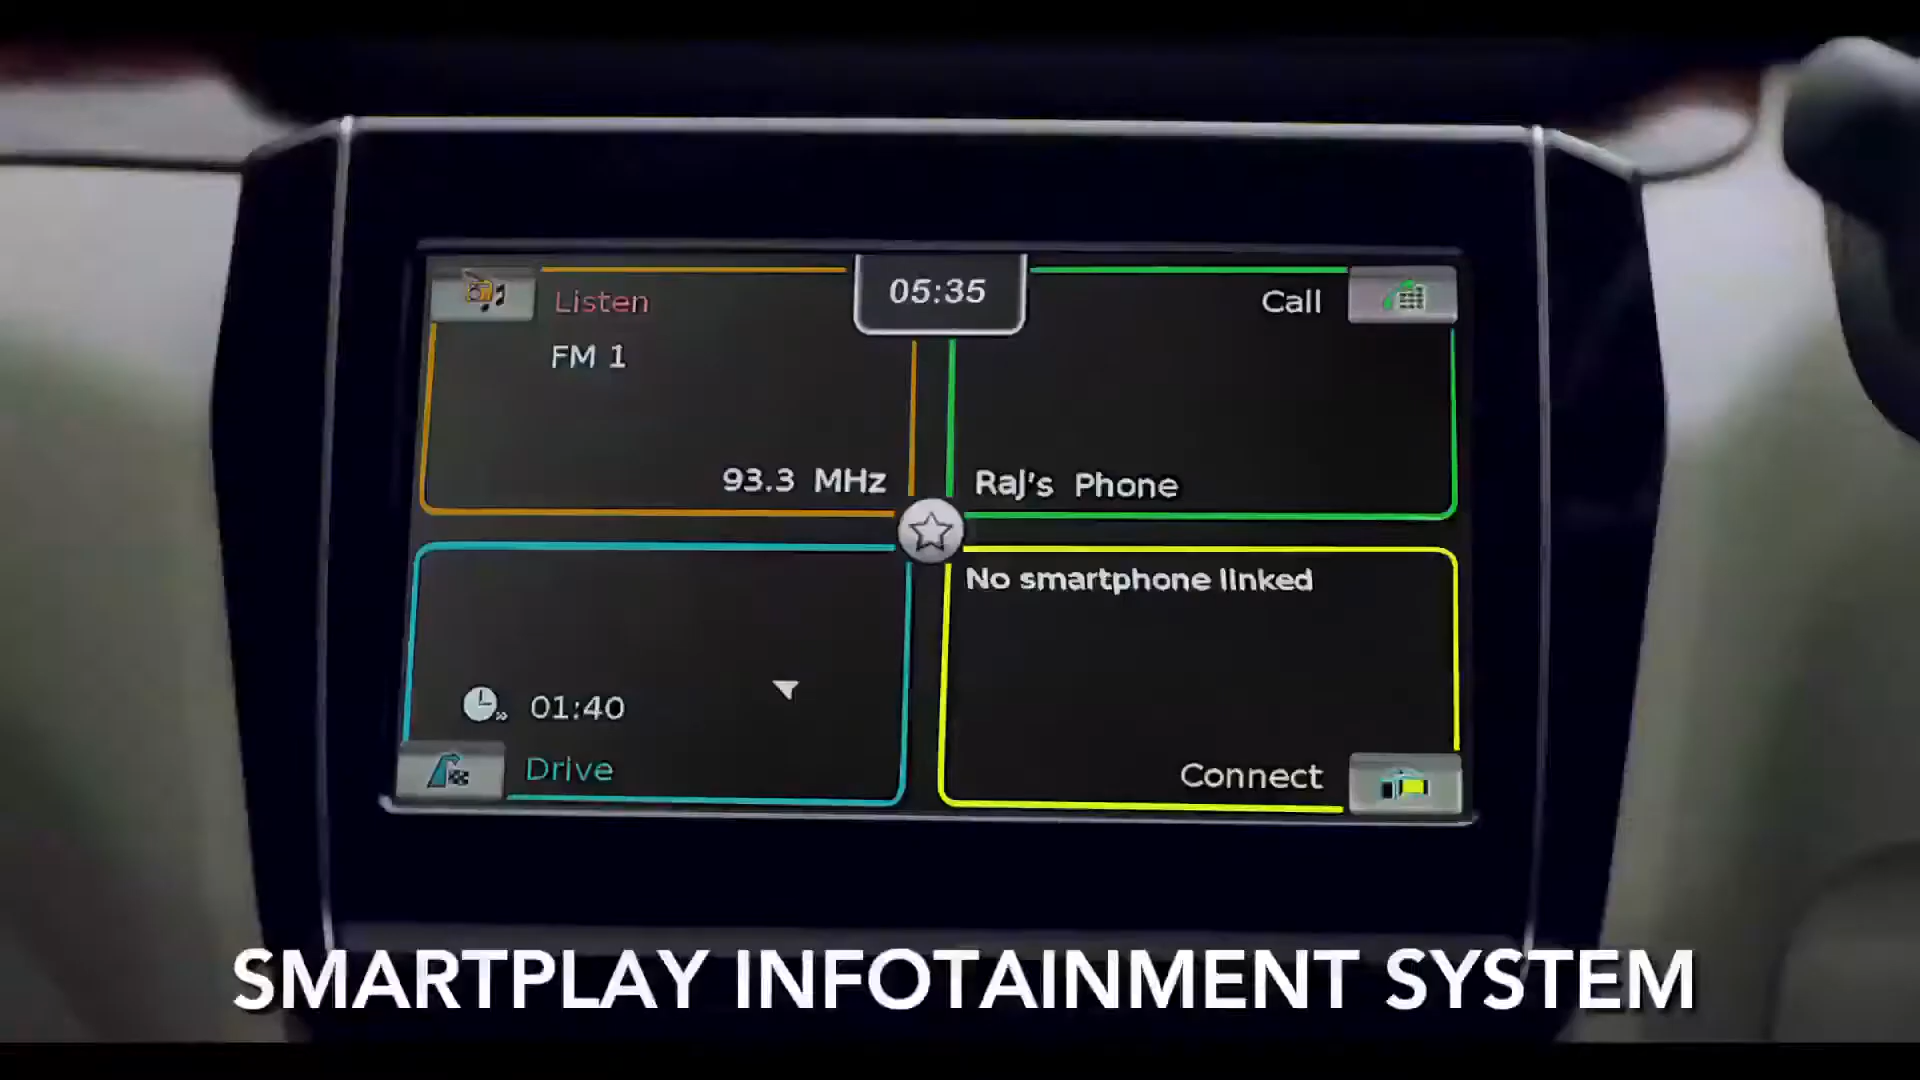 05:35
Listen
FM 1
93.3 MHz
Call
Raj's Phone
01:40
Drive
No smartphone linked
Connect
SMARTPLAY INFOTAINMENT SYSTEM